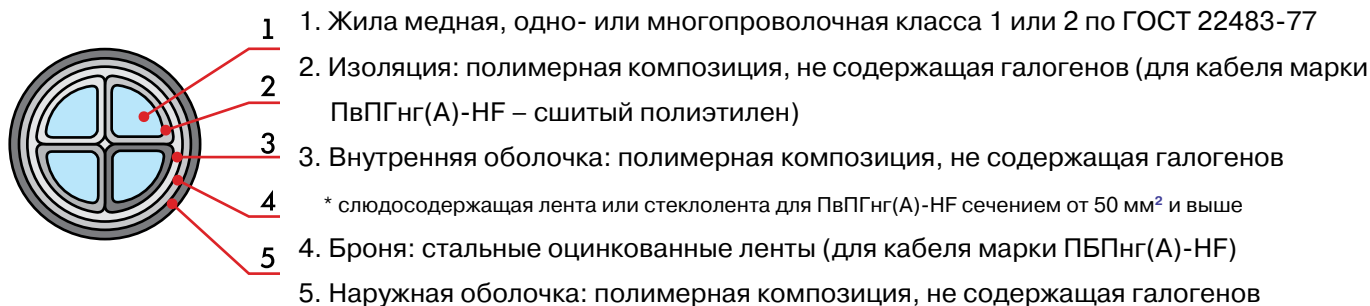 1
2
3
4
5
1. Жила медная, одно- или многопроволочная класса 1 или 2 по ГОСТ 22483-77
2. Изоляция: полимерная композиция, не содержащая галогенов (для кабеля марки
ПвПГнг(А)-HF – сшитый полиэтилен)
3. Внутренняя оболочка: полимерная композиция, не содержащая галогенов
* слюдосодержащая лента или стеклолента для ПвПГнг(А)-HF сечением от 50 мм² и выше
4. Броня: стальные оцинкованные ленты (для кабеля марки ПБПнг(А)-HF)
5. Наружная оболочка: полимерная композиция, не содержащая галогенов